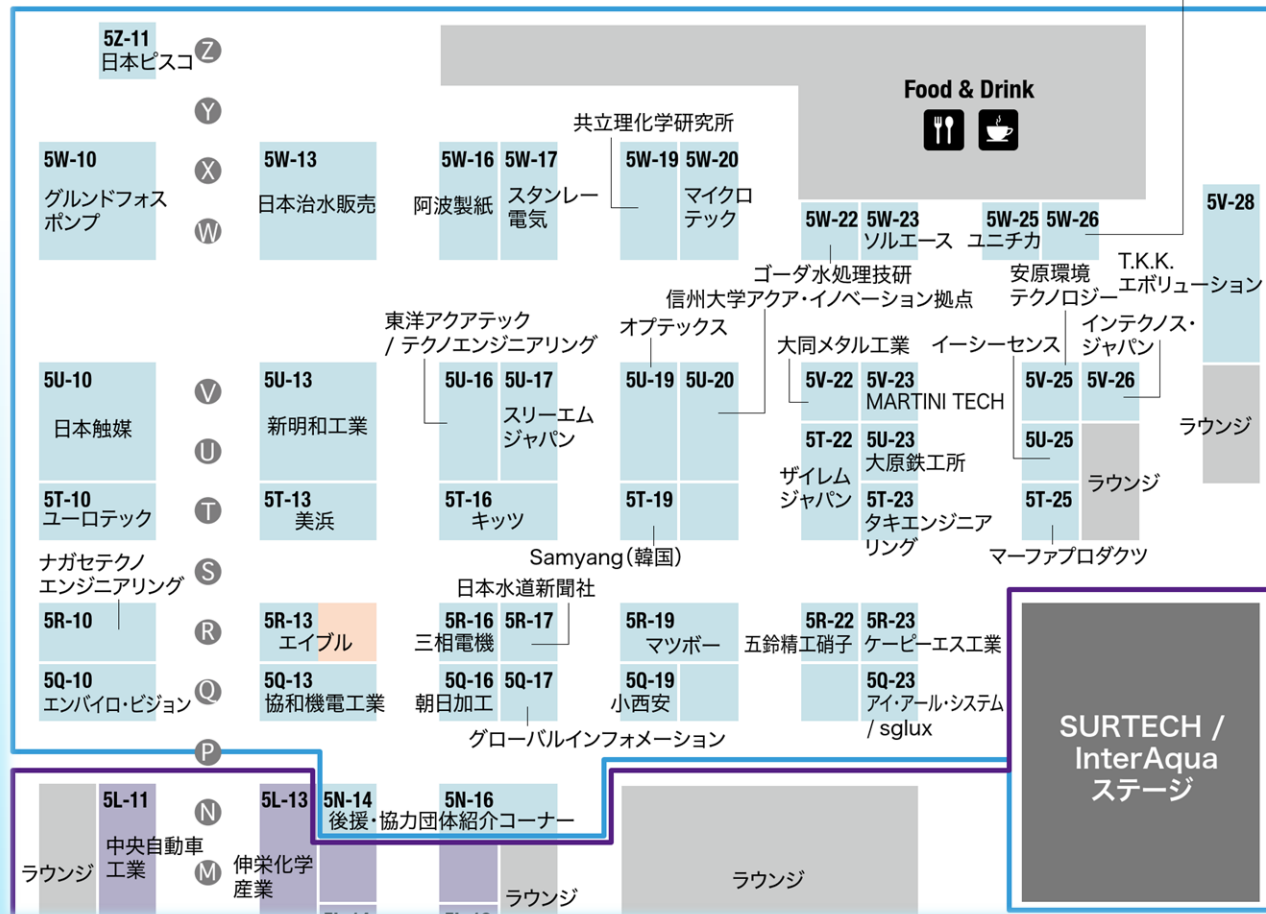 5Z-11
日本ピスコ
Z
Y
X
W
Food & Drink
共立理化学研究所
5W-10
グルンドフォス
ポンプ
5W-13
日本治水販売
5W-16
阿波製紙
5W-17
スタンレー
電気
5W-19
5W-20
マイクロ
テック
5W-22
5W-23
ソルエース
5W-25
ユニチカ
5W-26
5V-28
T.K.K.
エボリューション
ゴーダ水処理技研
信州大学アクア・イノベーション拠点
安原環境
テクノロジー
インテクノス・
ジャパン
東洋アクアテック
/ テクノエンジニアリング
オプテックス
大同メタル工業
イーシーセンス
V
U
T
S
R
Q
P
N
M
5U-10
日本触媒
5U-13
新明和工業
5U-16
5U-17
スリーエム
ジャパン
5U-19
5U-20
5V-22
5V-23
MARTINI TECH
5V-25
5V-26
ラウンジ
5T-22
ザイレム
ジャパン
5U-23
大原鉄工所
5U-25
ラウンジ
5T-10
ユーロテック
5T-13
美浜
5T-16
キッツ
5T-19
Samyang(韓国)
5T-23
タキエンジニア
リング
5T-25
マーファプロダクツ
ナガセテクノ
エンジニアリング
日本水道新聞社
5R-10
5R-13
エイブル
5R-16
三相電機
5R-17
5R-19
マツボー
5R-22
五鈴精工硝子
5R-23
ケーピーエス工業
5Q-10
エンバイロ・ビジョン
5Q-13
協和機電工業
5Q-16
朝日加工
5Q-17
グローバルインフォメーション
5Q-19
小西安
5Q-23
アイ・アール・システム
/ sglux
SURTECH /
InterAqua
ステージ
5L-11
中央自動車
工業
5L-13
伸栄化学
産業
5N-14
5N-16
後援・協力団体紹介コーナー
ラウンジ
ラウンジ
ラウンジ